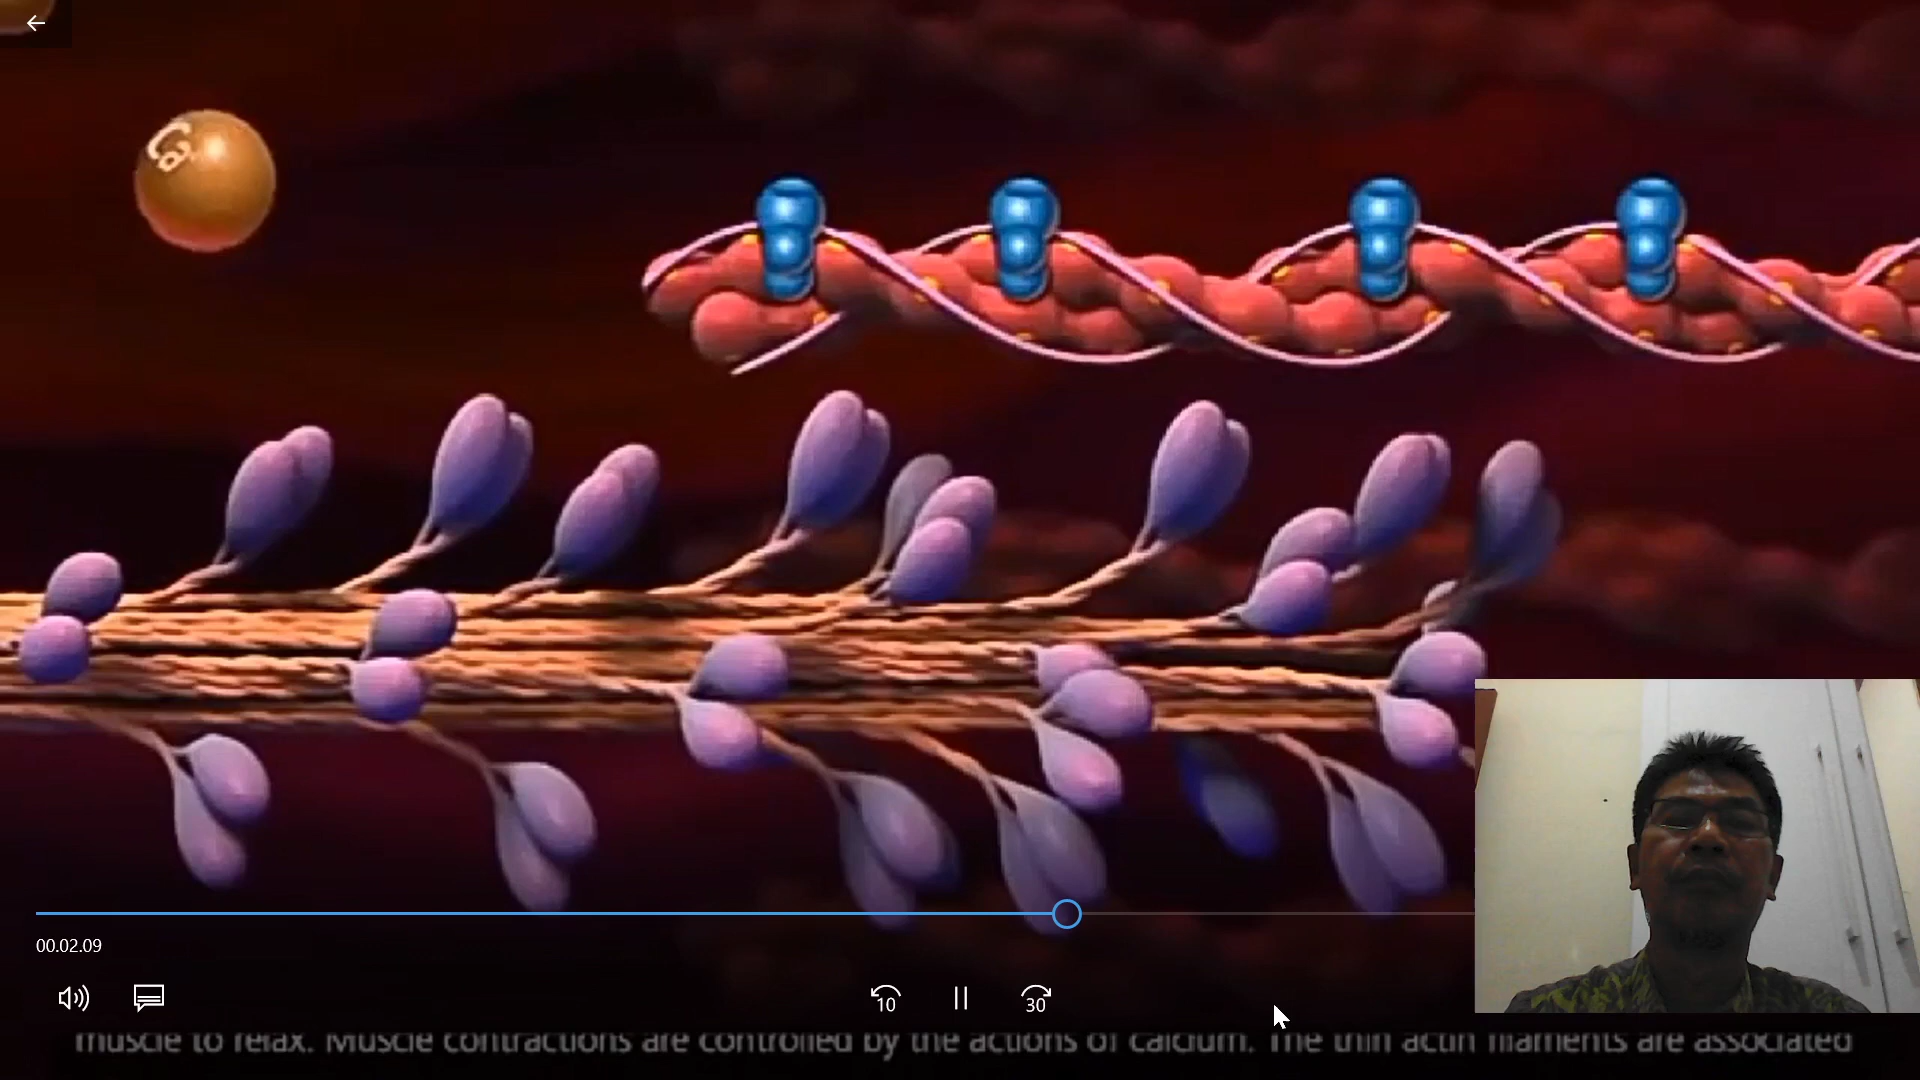 Ca
00.02.09
10
30
muscle to relax. Muscle contractions are controlled by the actions of calcium. The thin actin filaments are associated